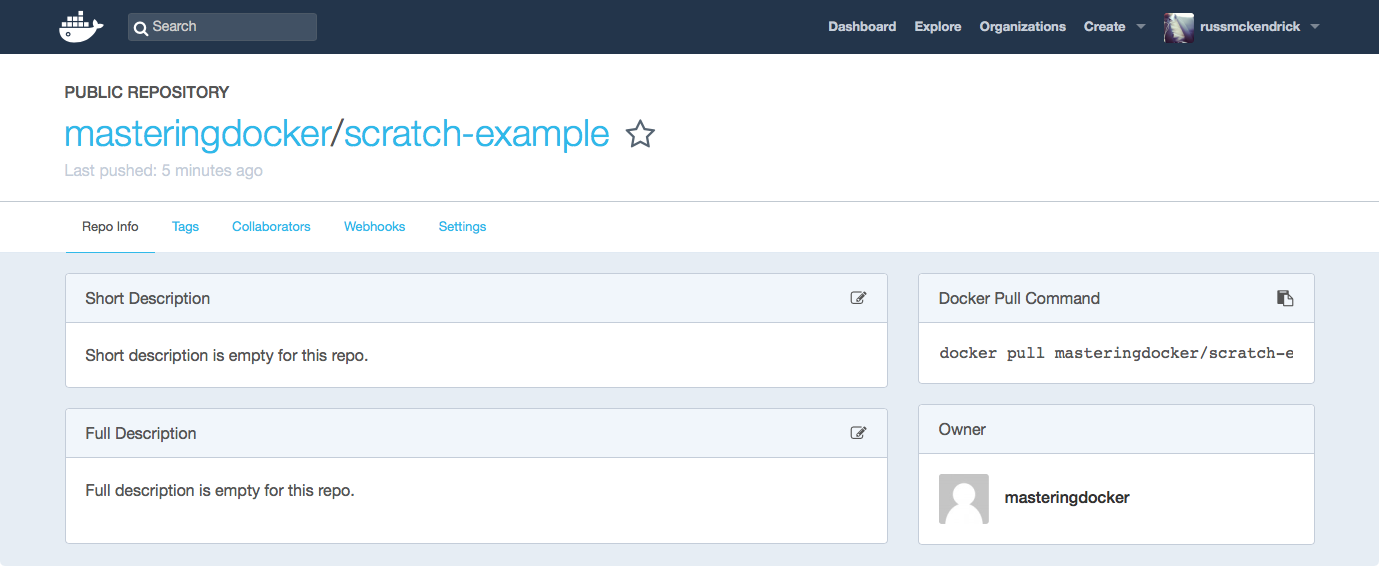 Search
Dashboard Explore Organizations Create russmckendrick
PUBLIC REPOSITORY
masteringdocker/scratch-example
Last pushed: 5 minutes ago
Repo Info Tags Collaborators Webhooks Settings
Short Description
Short description is empty for this repo.
Full Description
Full description is empty for this repo.
Docker Pull Command
docker pull masteringdocker/scratch-e
Owner
masteringdocker